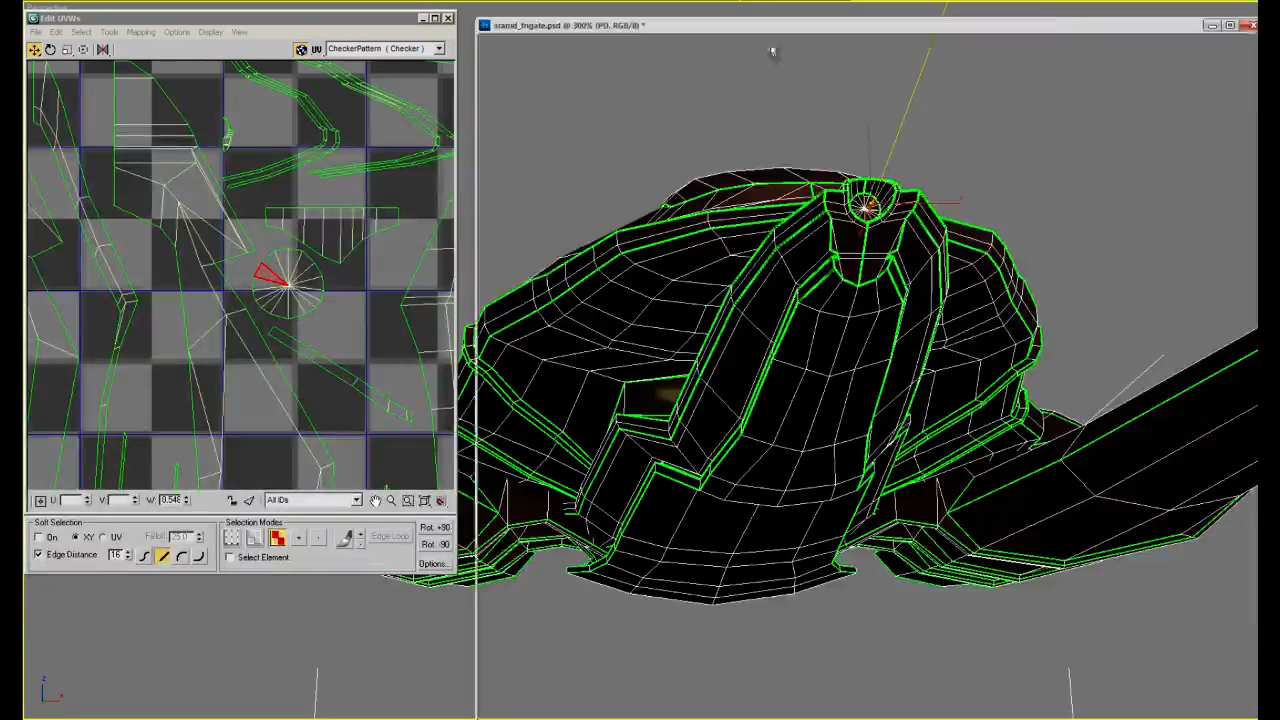 Perspective
Edit UVWs
File Edit Select Tools Mapping Options Display View
UV CheckerPattern ( Checker )
@ 300% (PD, RGB/8) *
U: V: W: 0.548
All IDs
Soft Selection
On XY UV Falloff: 25.0
Edge Distance 16
Selection Modes
Select Element
Edge Loop
Rot. +90
Rot. -90
Options...
z
x
x